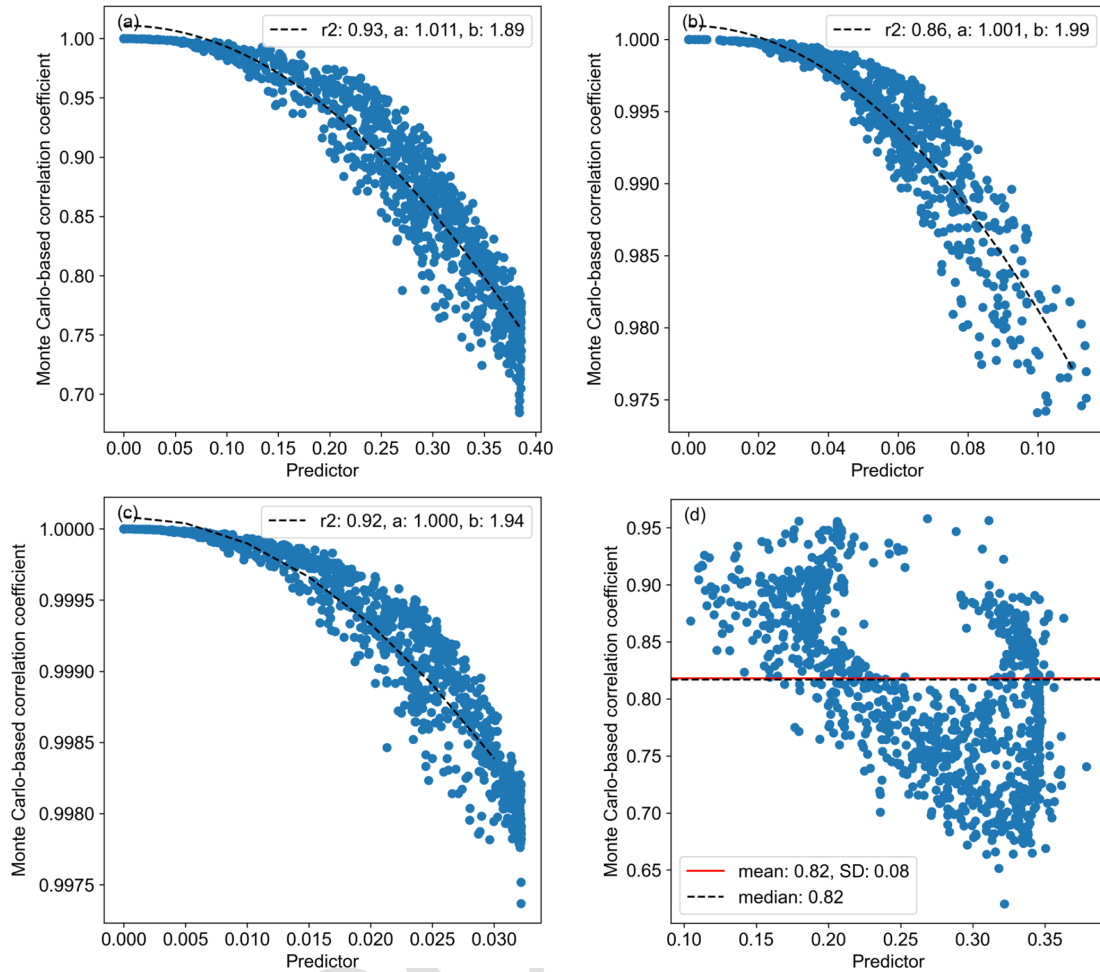 (a)
r2: 0.93, a: 1.011, b: 1.89
Monte Carlo-based correlation coefficient
1.00
0.95
0.90
0.85
0.80
0.75
0.70
0.00 0.05 0.10 0.15 0.20 0.25 0.30 0.35 0.40
Predictor
(b)
r2: 0.86, a: 1.001, b: 1.99
Monte Carlo-based correlation coefficient
1.000
0.995
0.990
0.985
0.980
0.975
0.00 0.02 0.04 0.06 0.08 0.10
Predictor
(c)
r2: 0.92, a: 1.000, b: 1.94
Monte Carlo-based correlation coefficient
1.0000
0.9995
0.9990
0.9985
0.9980
0.9975
0.000 0.005 0.010 0.015 0.020 0.025 0.030
Predictor
(d)
Monte Carlo-based correlation coefficient
0.95
0.90
0.85
0.80
0.75
0.70
0.65
mean: 0.82, SD: 0.08
median: 0.82
0.10 0.15 0.20 0.25 0.30 0.35
Predictor